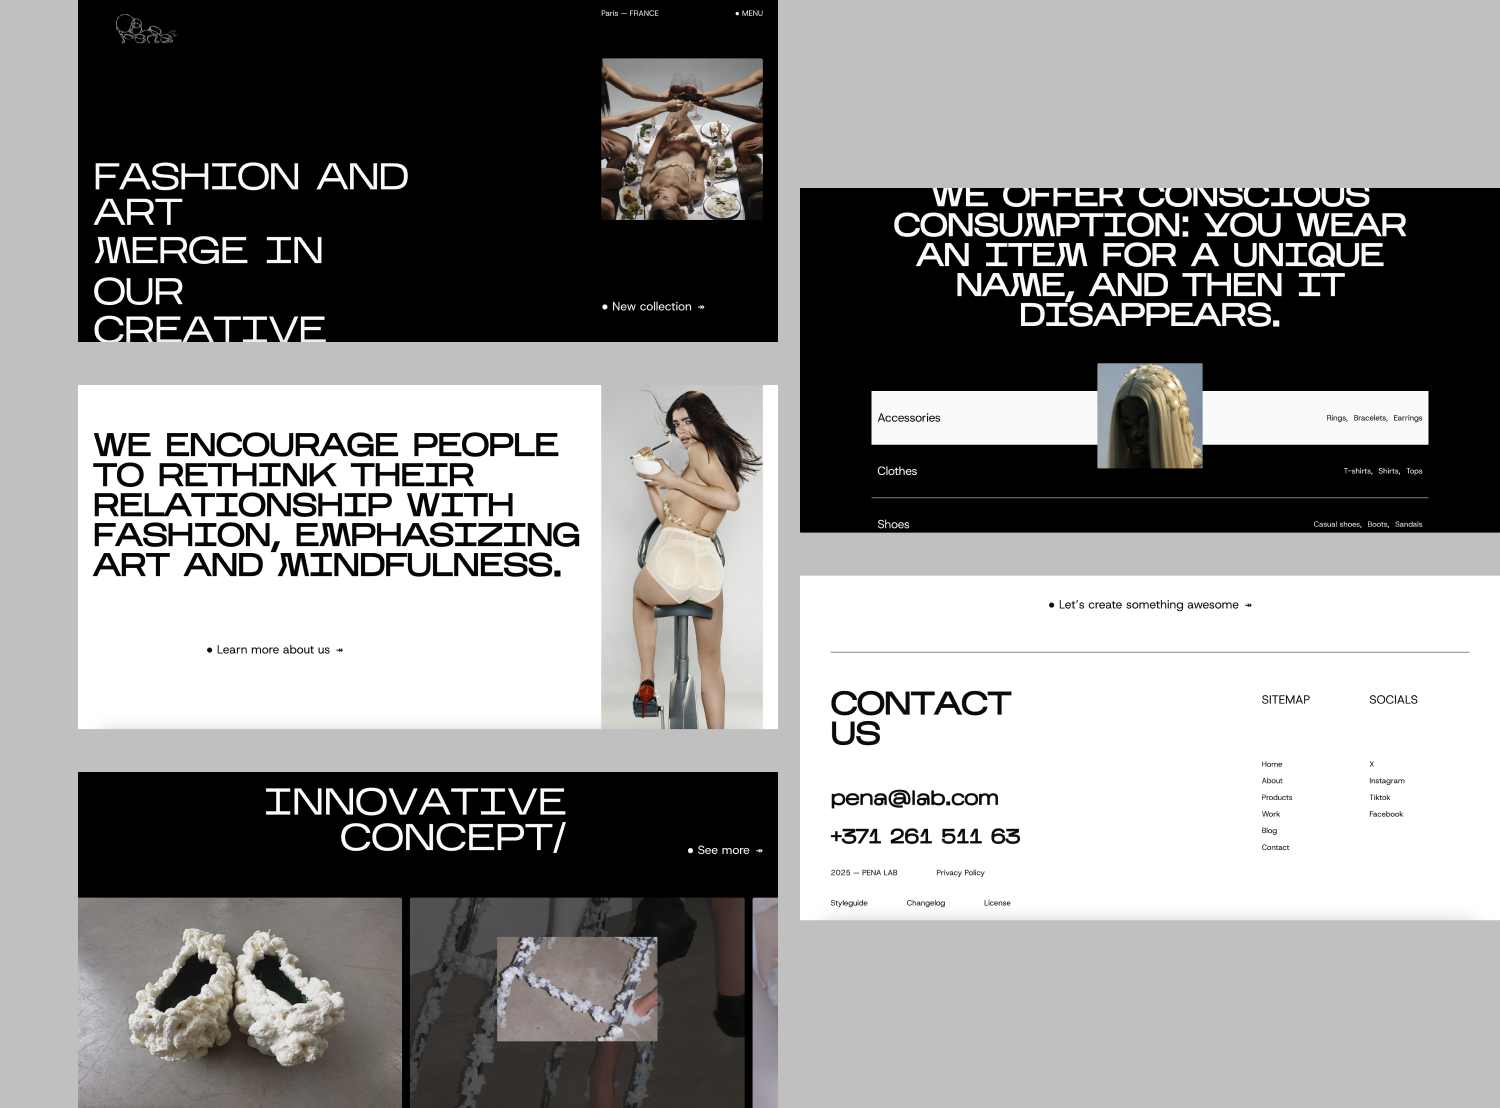 Pena
Paris — FRANCE
● MENU
FASHION AND
ART
MERGE IN
OUR
CREATIVE
● New collection ↠
WE ENCOURAGE PEOPLE
TO RETHINK THEIR
RELATIONSHIP WITH
FASHION, EMPHASIZING
ART AND MINDFULNESS.
● Learn more about us ↠
INNOVATIVE
CONCEPT/
● See more ↠
WE OFFER CONSCIOUS
CONSUMPTION: YOU WEAR
AN ITEM FOR A UNIQUE
NAME, AND THEN IT
DISAPPEARS.
Accessories
Rings, Bracelets, Earrings
Clothes
T-shirts, Shirts, Tops
Shoes
Casual shoes, Boots, Sandals
● Let's create something awesome ↠
CONTACT
US
pena@lab.com
+371 261 511 63
2025 — PENA LAB
Privacy Policy
Styleguide
Changelog
License
SITEMAP
Home
About
Products
Work
Blog
Contact
SOCIALS
X
Instagram
Tiktok
Facebook